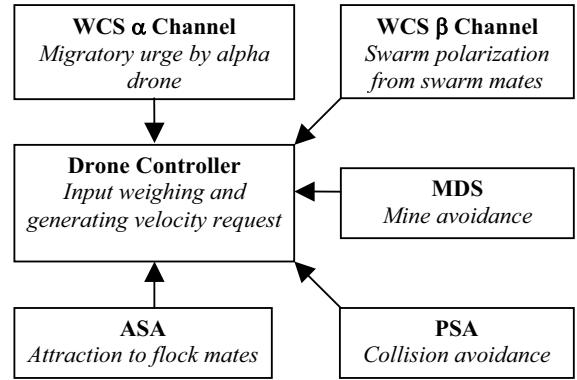 WCS α Channel
Migratory urge by alpha
drone
WCS β Channel
Swarm polarization
from swarm mates
Drone Controller
Input weighing and
generating velocity request
MDS
Mine avoidance
ASA
Attraction to flock mates
PSA
Collision avoidance